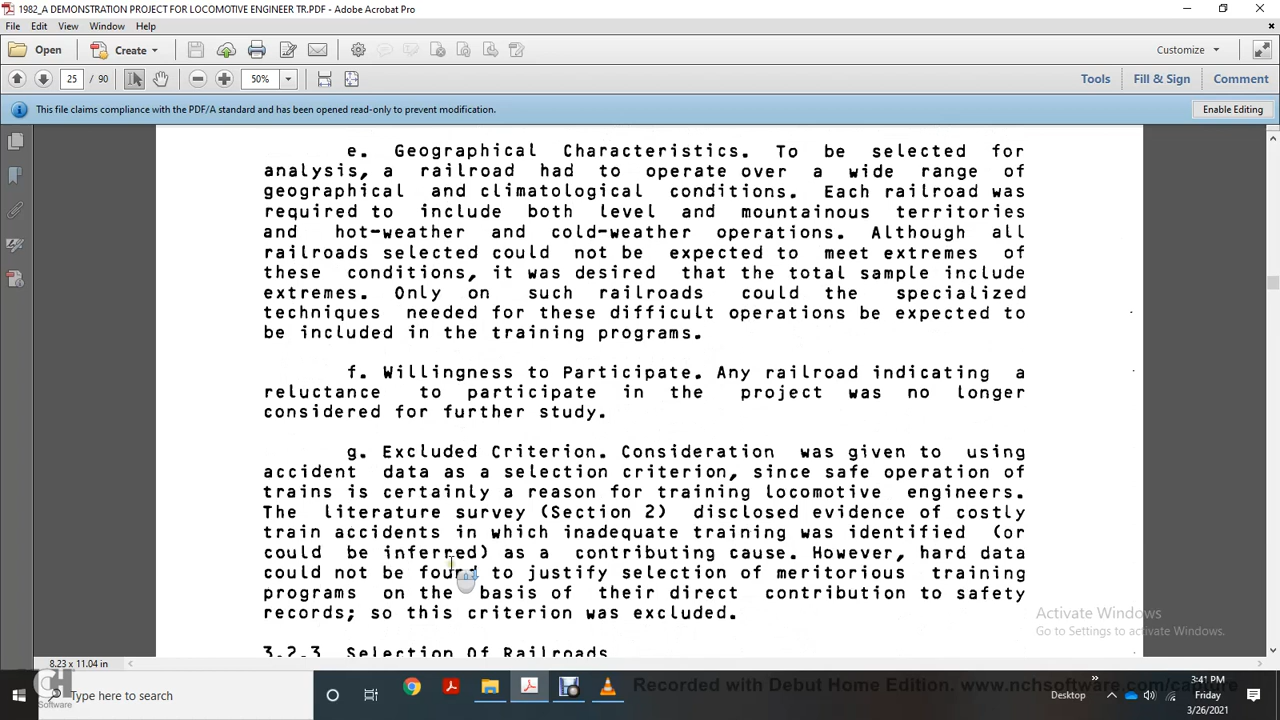 1982_A DEMONSTRATION PROJECT FOR LOCOMOTIVE ENGINEER TR.PDF - Adobe Acrobat Pro
File Edit View Window Help
Open Create Customize
25 / 90 50% Tools Fill & Sign Comment
This file claims compliance with the PDF/A standard and has been opened read-only to prevent modification. Enable Editing
e. Geographical Characteristics. To be selected for
analysis, a railroad had to operate over a wide range of
geographical and climatological conditions. Each railroad was
required to include both level and mountainous territories
and hot-weather and cold-weather operations. Although all
railroads selected could not be expected to meet extremes of
these conditions, it was desired that the total sample include
extremes. Only on such railroads could the specialized
techniques needed for these difficult operations be expected to
be included in the training programs.
f. Willingness to Participate. Any railroad indicating a
reluctance to participate in the project was no longer
considered for further study.
g. Excluded Criterion. Consideration was given to using
accident data as a selection criterion, since safe operation of
trains is certainly a reason for training locomotive engineers.
The literature survey (Section 2) disclosed evidence of costly
train accidents in which inadequate training was identified (or
could be inferred) as a contributing cause. However, hard data
could not be found to justify selection of meritorious training
programs on the basis of their direct contribution to safety
records; so this criterion was excluded.
3.2.3 Selection Of Railroads
Activate Windows
Go to Settings to activate Windows.
8.23 x 11.04 in
CH
Software
Type here to search
Recorded with Debut Home Edition. www.nchsoftware.com/capture
Desktop
3:41 PM
Friday
3/26/2021